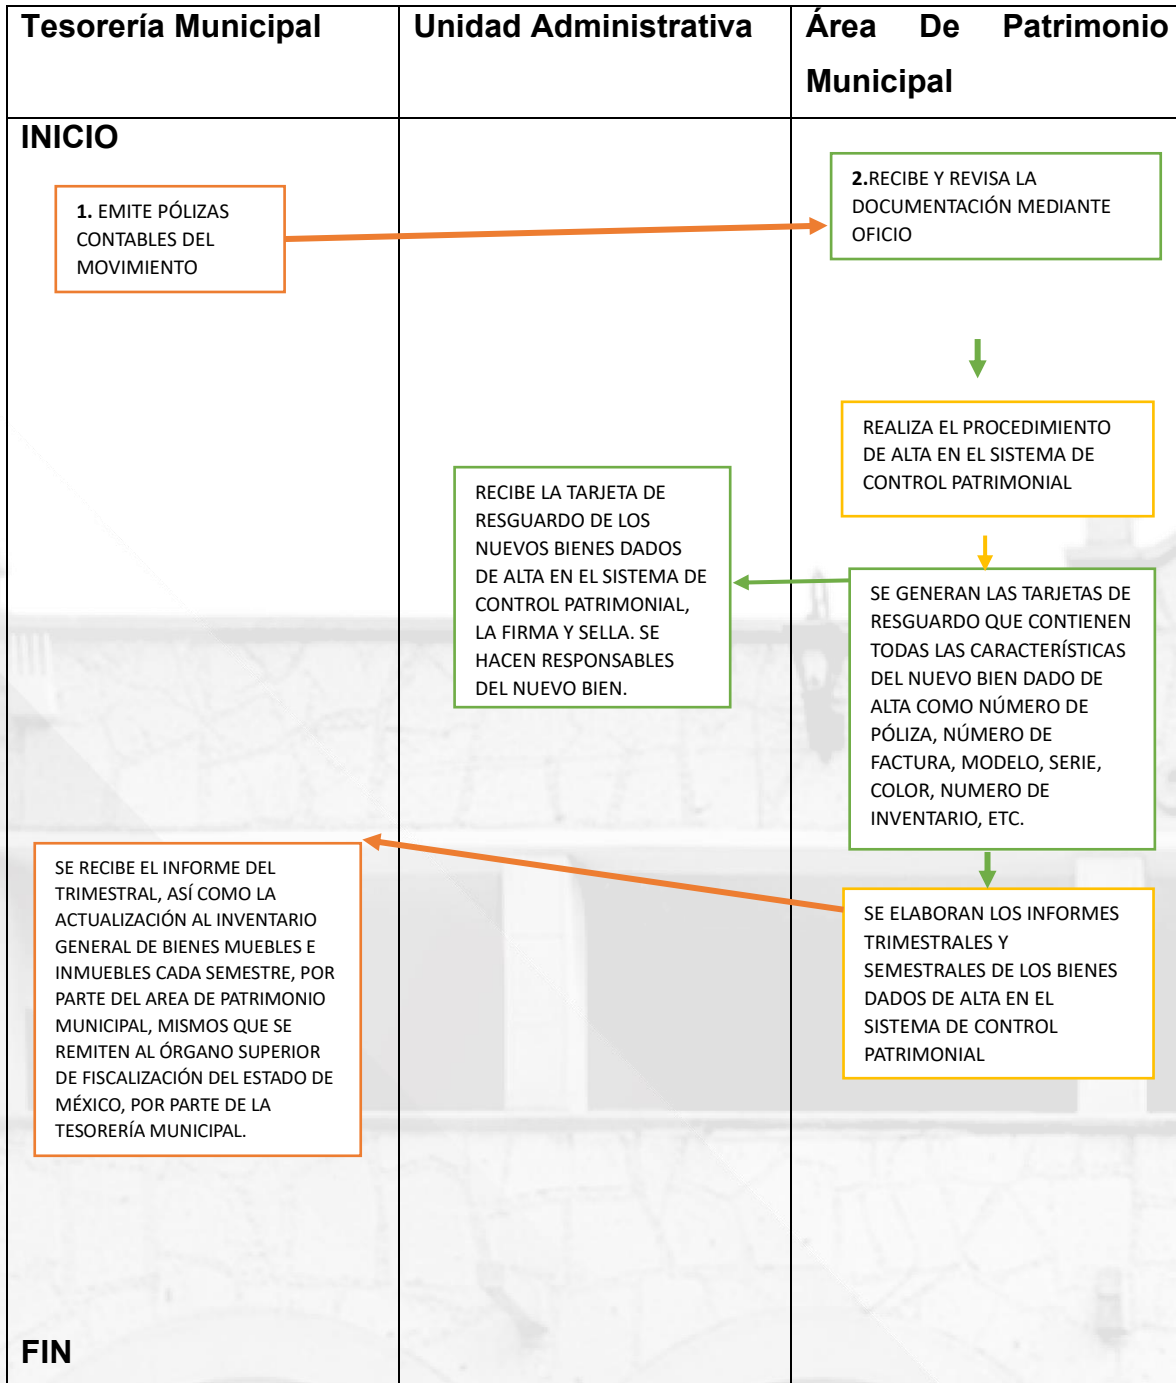 Tesorería Municipal
Unidad Administrativa
Área De Patrimonio
Municipal
INICIO
1. EMITE PÓLIZAS
CONTABLES DEL
MOVIMIENTO
2.RECIBE Y REVISA LA
DOCUMENTACIÓN MEDIANTE
OFICIO
REALIZA EL PROCEDIMIENTO
DE ALTA EN EL SISTEMA DE
CONTROL PATRIMONIAL
SE GENERAN LAS TARJETAS DE
RESGUARDO QUE CONTIENEN
TODAS LAS CARACTERÍSTICAS
DEL NUEVO BIEN DADO DE
ALTA COMO NÚMERO DE
PÓLIZA, NÚMERO DE
FACTURA, MODELO, SERIE,
COLOR, NUMERO DE
INVENTARIO, ETC.
RECIBE LA TARJETA DE
RESGUARDO DE LOS
NUEVOS BIENES DADOS
DE ALTA EN EL SISTEMA DE
CONTROL PATRIMONIAL,
LA FIRMA Y SELLA. SE
HACEN RESPONSABLES
DEL NUEVO BIEN.
SE ELABORAN LOS INFORMES
TRIMESTRALES Y
SEMESTRALES DE LOS BIENES
DADOS DE ALTA EN EL
SISTEMA DE CONTROL
PATRIMONIAL
SE RECIBE EL INFORME DEL
TRIMESTRAL, ASÍ COMO LA
ACTUALIZACIÓN AL INVENTARIO
GENERAL DE BIENES MUEBLES E
INMUEBLES CADA SEMESTRE, POR
PARTE DEL AREA DE PATRIMONIO
MUNICIPAL, MISMOS QUE SE
REMITEN AL ÓRGANO SUPERIOR
DE FISCALIZACIÓN DEL ESTADO DE
MÉXICO, POR PARTE DE LA
TESORERÍA MUNICIPAL.
FIN